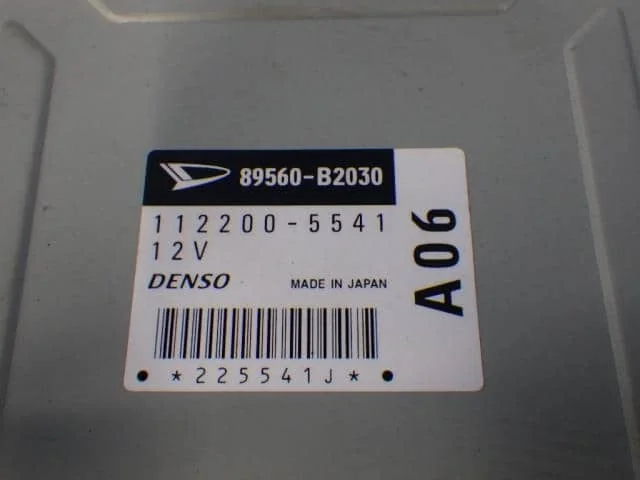 89560-B2030
112200-5541
12V
DENSO MADE IN JAPAN
*225541J*
A06